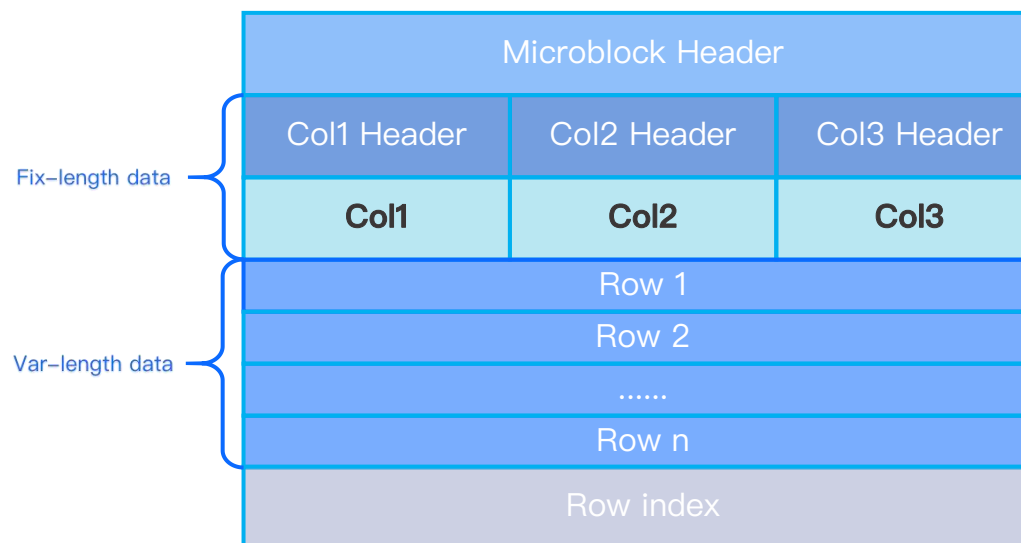 Microblock Header
Col1 Header Col2 Header Col3 Header
Fix-length data
Col1 Col2 Col3
Row 1
Row 2
Var-length data
......
Row n
Row index